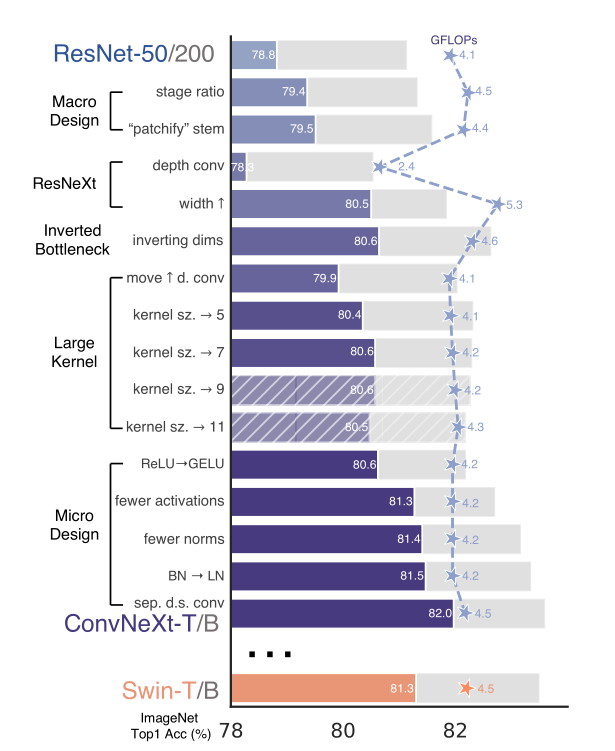 GFLOPs
ResNet-50/200 78.8 4.1
Macro
Design
stage ratio 79.4 4.5
“patchify” stem 79.5 4.4
ResNeXt
depth conv 78.3 2.4
width ↑ 80.5 5.3
Inverted
Bottleneck
inverting dims 80.6 4.6
Large
Kernel
move ↑ d. conv 79.9 4.1
kernel sz. → 5 80.4 4.1
kernel sz. → 7 80.6 4.2
kernel sz. → 9 80.6 4.2
kernel sz. → 11 80.5 4.3
Micro
Design
ReLU→GELU 80.6 4.2
fewer activations 81.3 4.2
fewer norms 81.4 4.2
BN → LN 81.5 4.2
sep. d.s. conv 82.0 4.5
ConvNeXt-T/B
...
Swin-T/B 81.3 4.5
ImageNet
Top1 Acc (%)
78 80 82